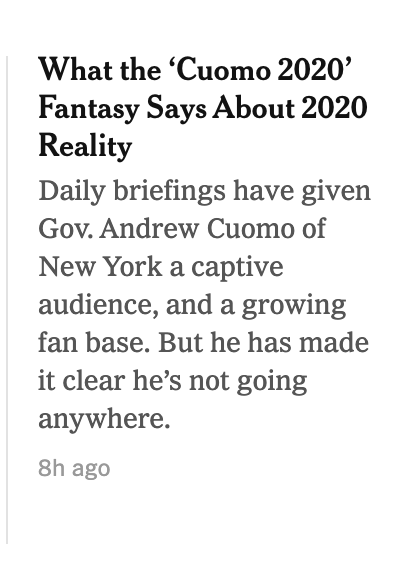 What the ‘Cuomo 2020’
Fantasy Says About 2020
Reality
Daily briefings have given
Gov. Andrew Cuomo of
New York a captive
audience, and a growing
fan base. But he has made
it clear he’s not going
anywhere.
8h ago